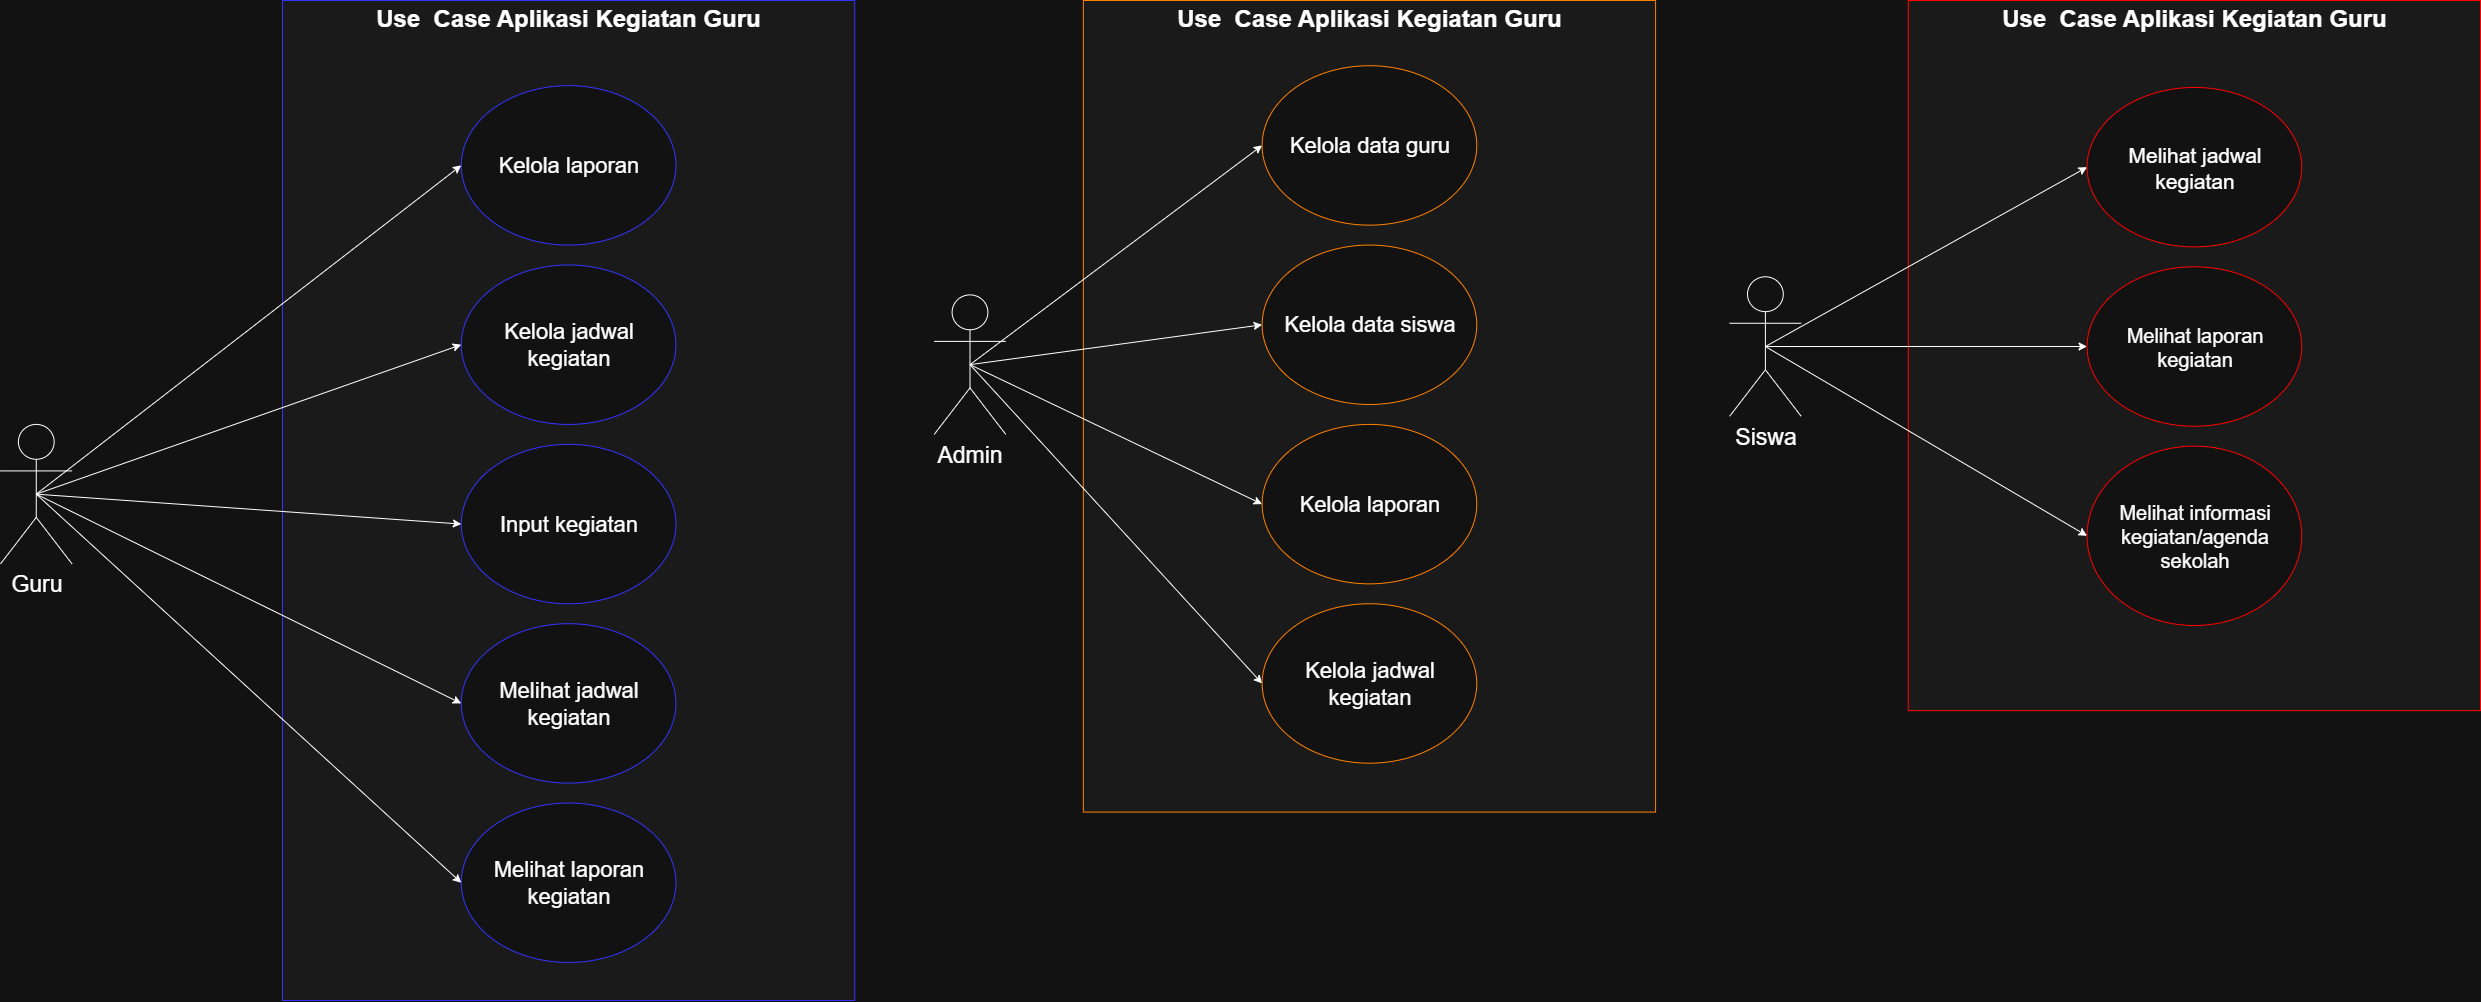 Use  Case Aplikasi Kegiatan Guru
Kelola laporan
Kelola jadwal
kegiatan
Input kegiatan
Melihat jadwal
kegiatan
Melihat laporan
kegiatan
Guru
Use  Case Aplikasi Kegiatan Guru
Kelola data guru
Kelola data siswa
Kelola laporan
Kelola jadwal
kegiatan
Admin
Use  Case Aplikasi Kegiatan Guru
Melihat jadwal
kegiatan
Melihat laporan
kegiatan
Melihat informasi
kegiatan/agenda
sekolah
Siswa